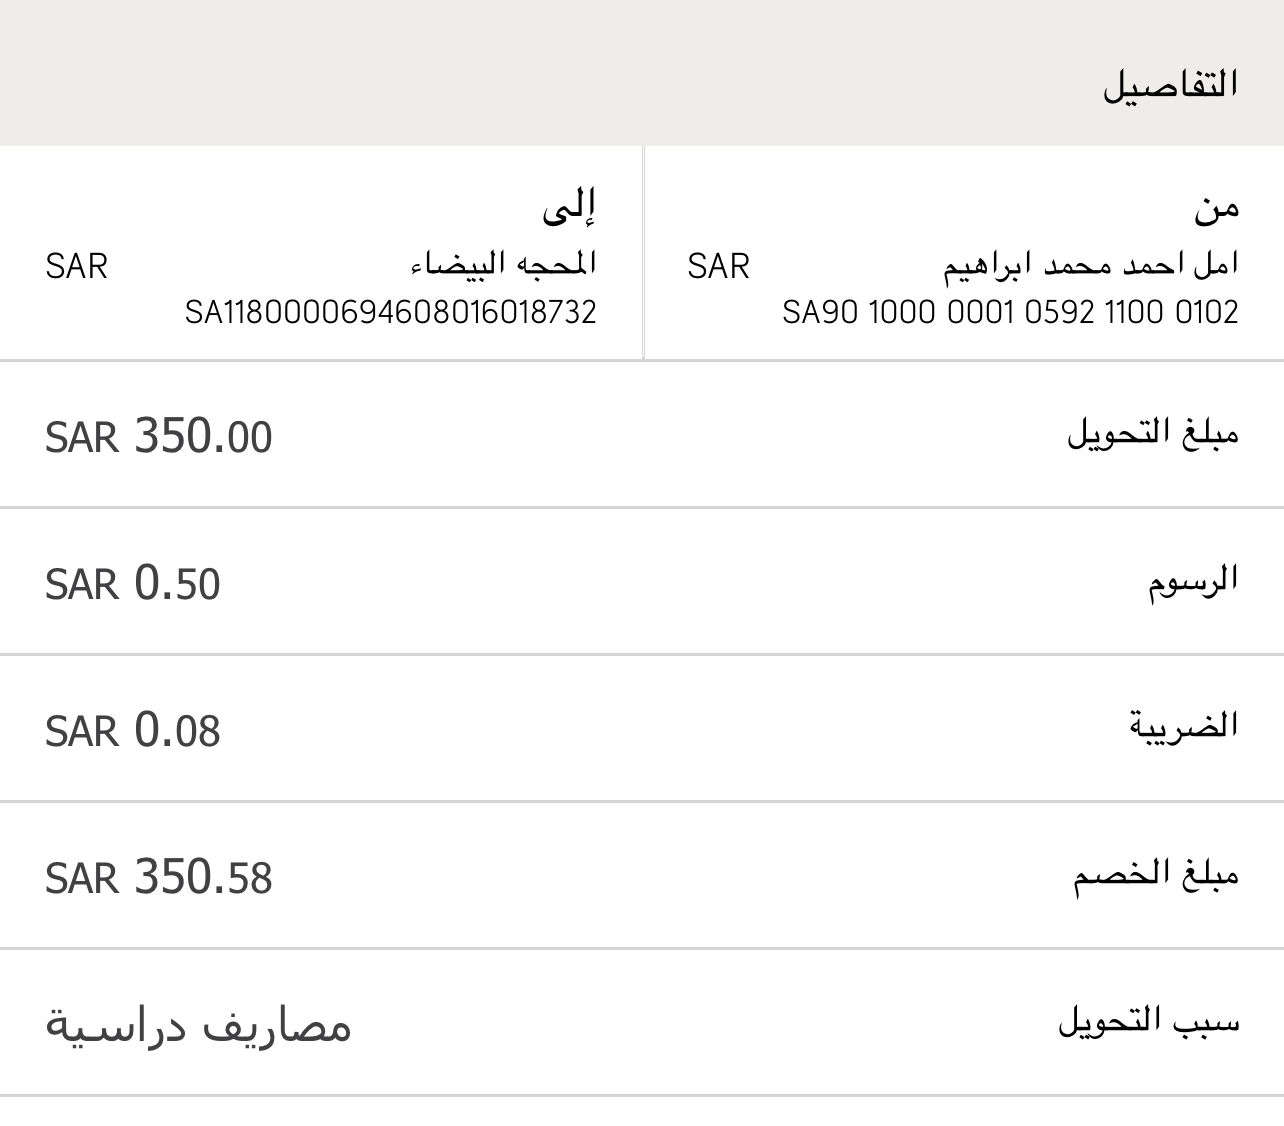 التفاصيل
من
امل احمد محمد ابراهيم SAR
SA90 1000 0001 0592 1100 0102
إلى
المحجه البيضاء SAR
SA1180000694608016018732
مبلغ التحويل SAR 350.00
الرسوم SAR 0.50
الضريبة SAR 0.08
مبلغ الخصم SAR 350.58
سبب التحويل مصاريف دراسية